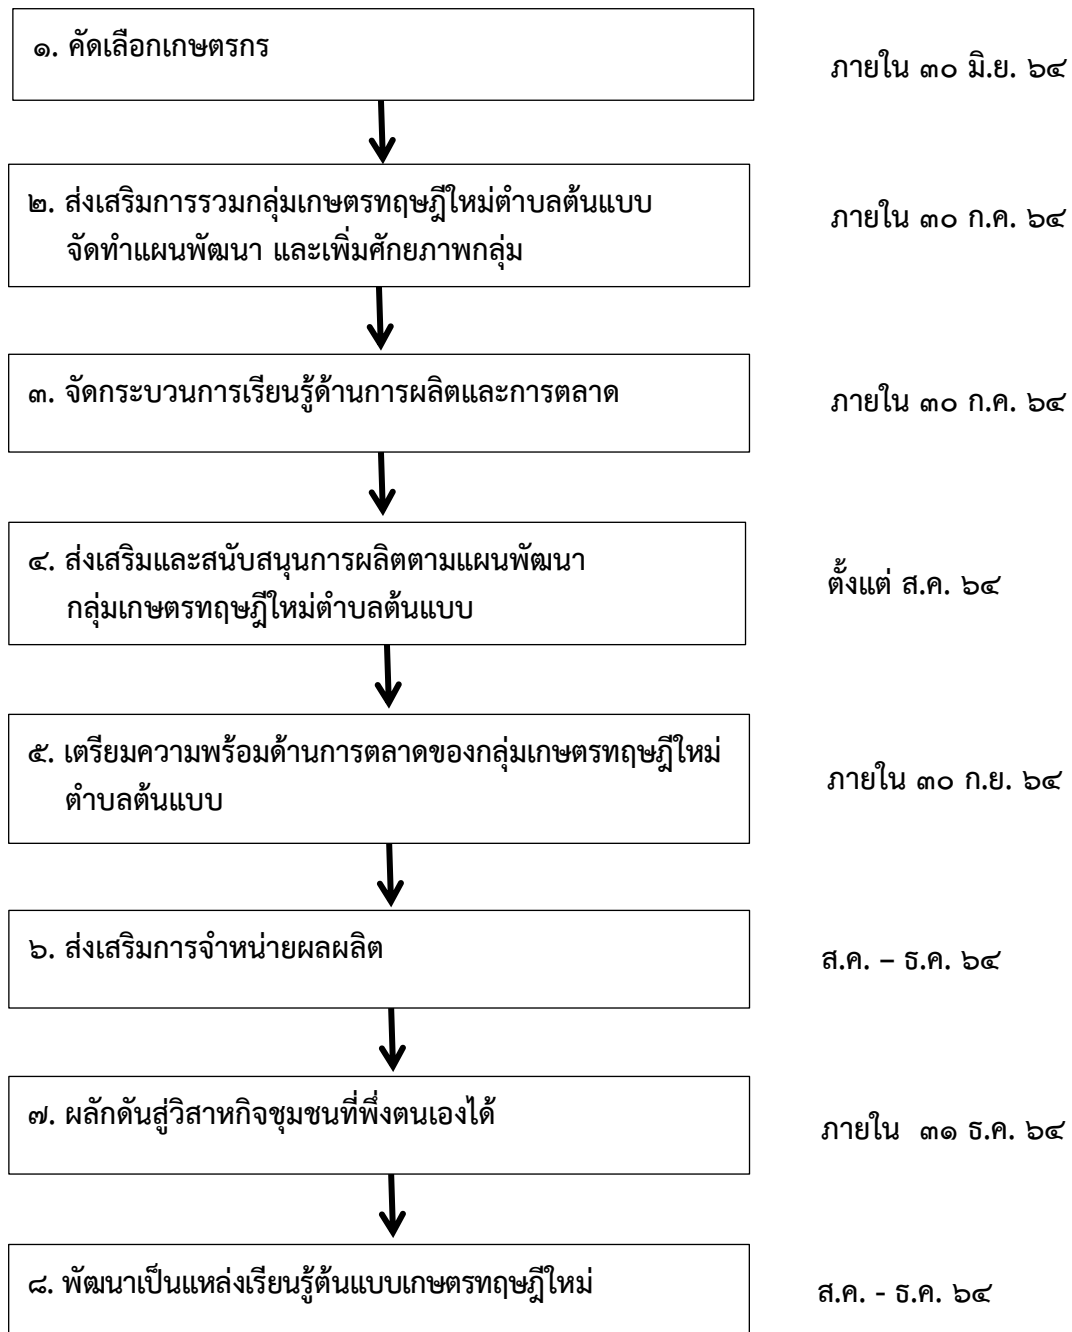 ๑. คัดเลือกเกษตรกร
ภายใน ๓๐ มิ.ย. ๖๔
๒. ส่งเสริมการรวมกลุ่มเกษตรทฤษฎีใหม่ตำบลต้นแบบ
จัดทำแผนพัฒนา และเพิ่มศักยภาพกลุ่ม
ภายใน ๓๐ ก.ค. ๖๔
๓. จัดกระบวนการเรียนรู้ด้านการผลิตและการตลาด
ภายใน ๓๐ ก.ค. ๖๔
๔. ส่งเสริมและสนับสนุนการผลิตตามแผนพัฒนา
กลุ่มเกษตรทฤษฎีใหม่ตำบลต้นแบบ
ตั้งแต่ ส.ค. ๖๔
๕. เตรียมความพร้อมด้านการตลาดของกลุ่มเกษตรทฤษฎีใหม่
ตำบลต้นแบบ
ภายใน ๓๐ ก.ย. ๖๔
๖. ส่งเสริมการจำหน่ายผลผลิต
ส.ค. – ธ.ค. ๖๔
๗. ผลักดันสู่วิสาหกิจชุมชนที่พึ่งตนเองได้
ภายใน ๓๑ ธ.ค. ๖๔
๘. พัฒนาเป็นแหล่งเรียนรู้ต้นแบบเกษตรทฤษฎีใหม่
ส.ค. - ธ.ค. ๖๔